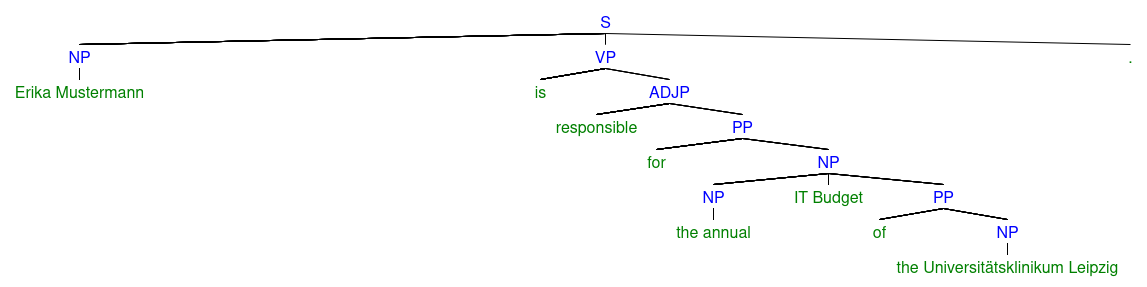 S
NP VP .
Erika Mustermann is ADJP
responsible PP
for NP
NP IT Budget PP
the annual of NP
the Universitätsklinikum Leipzig